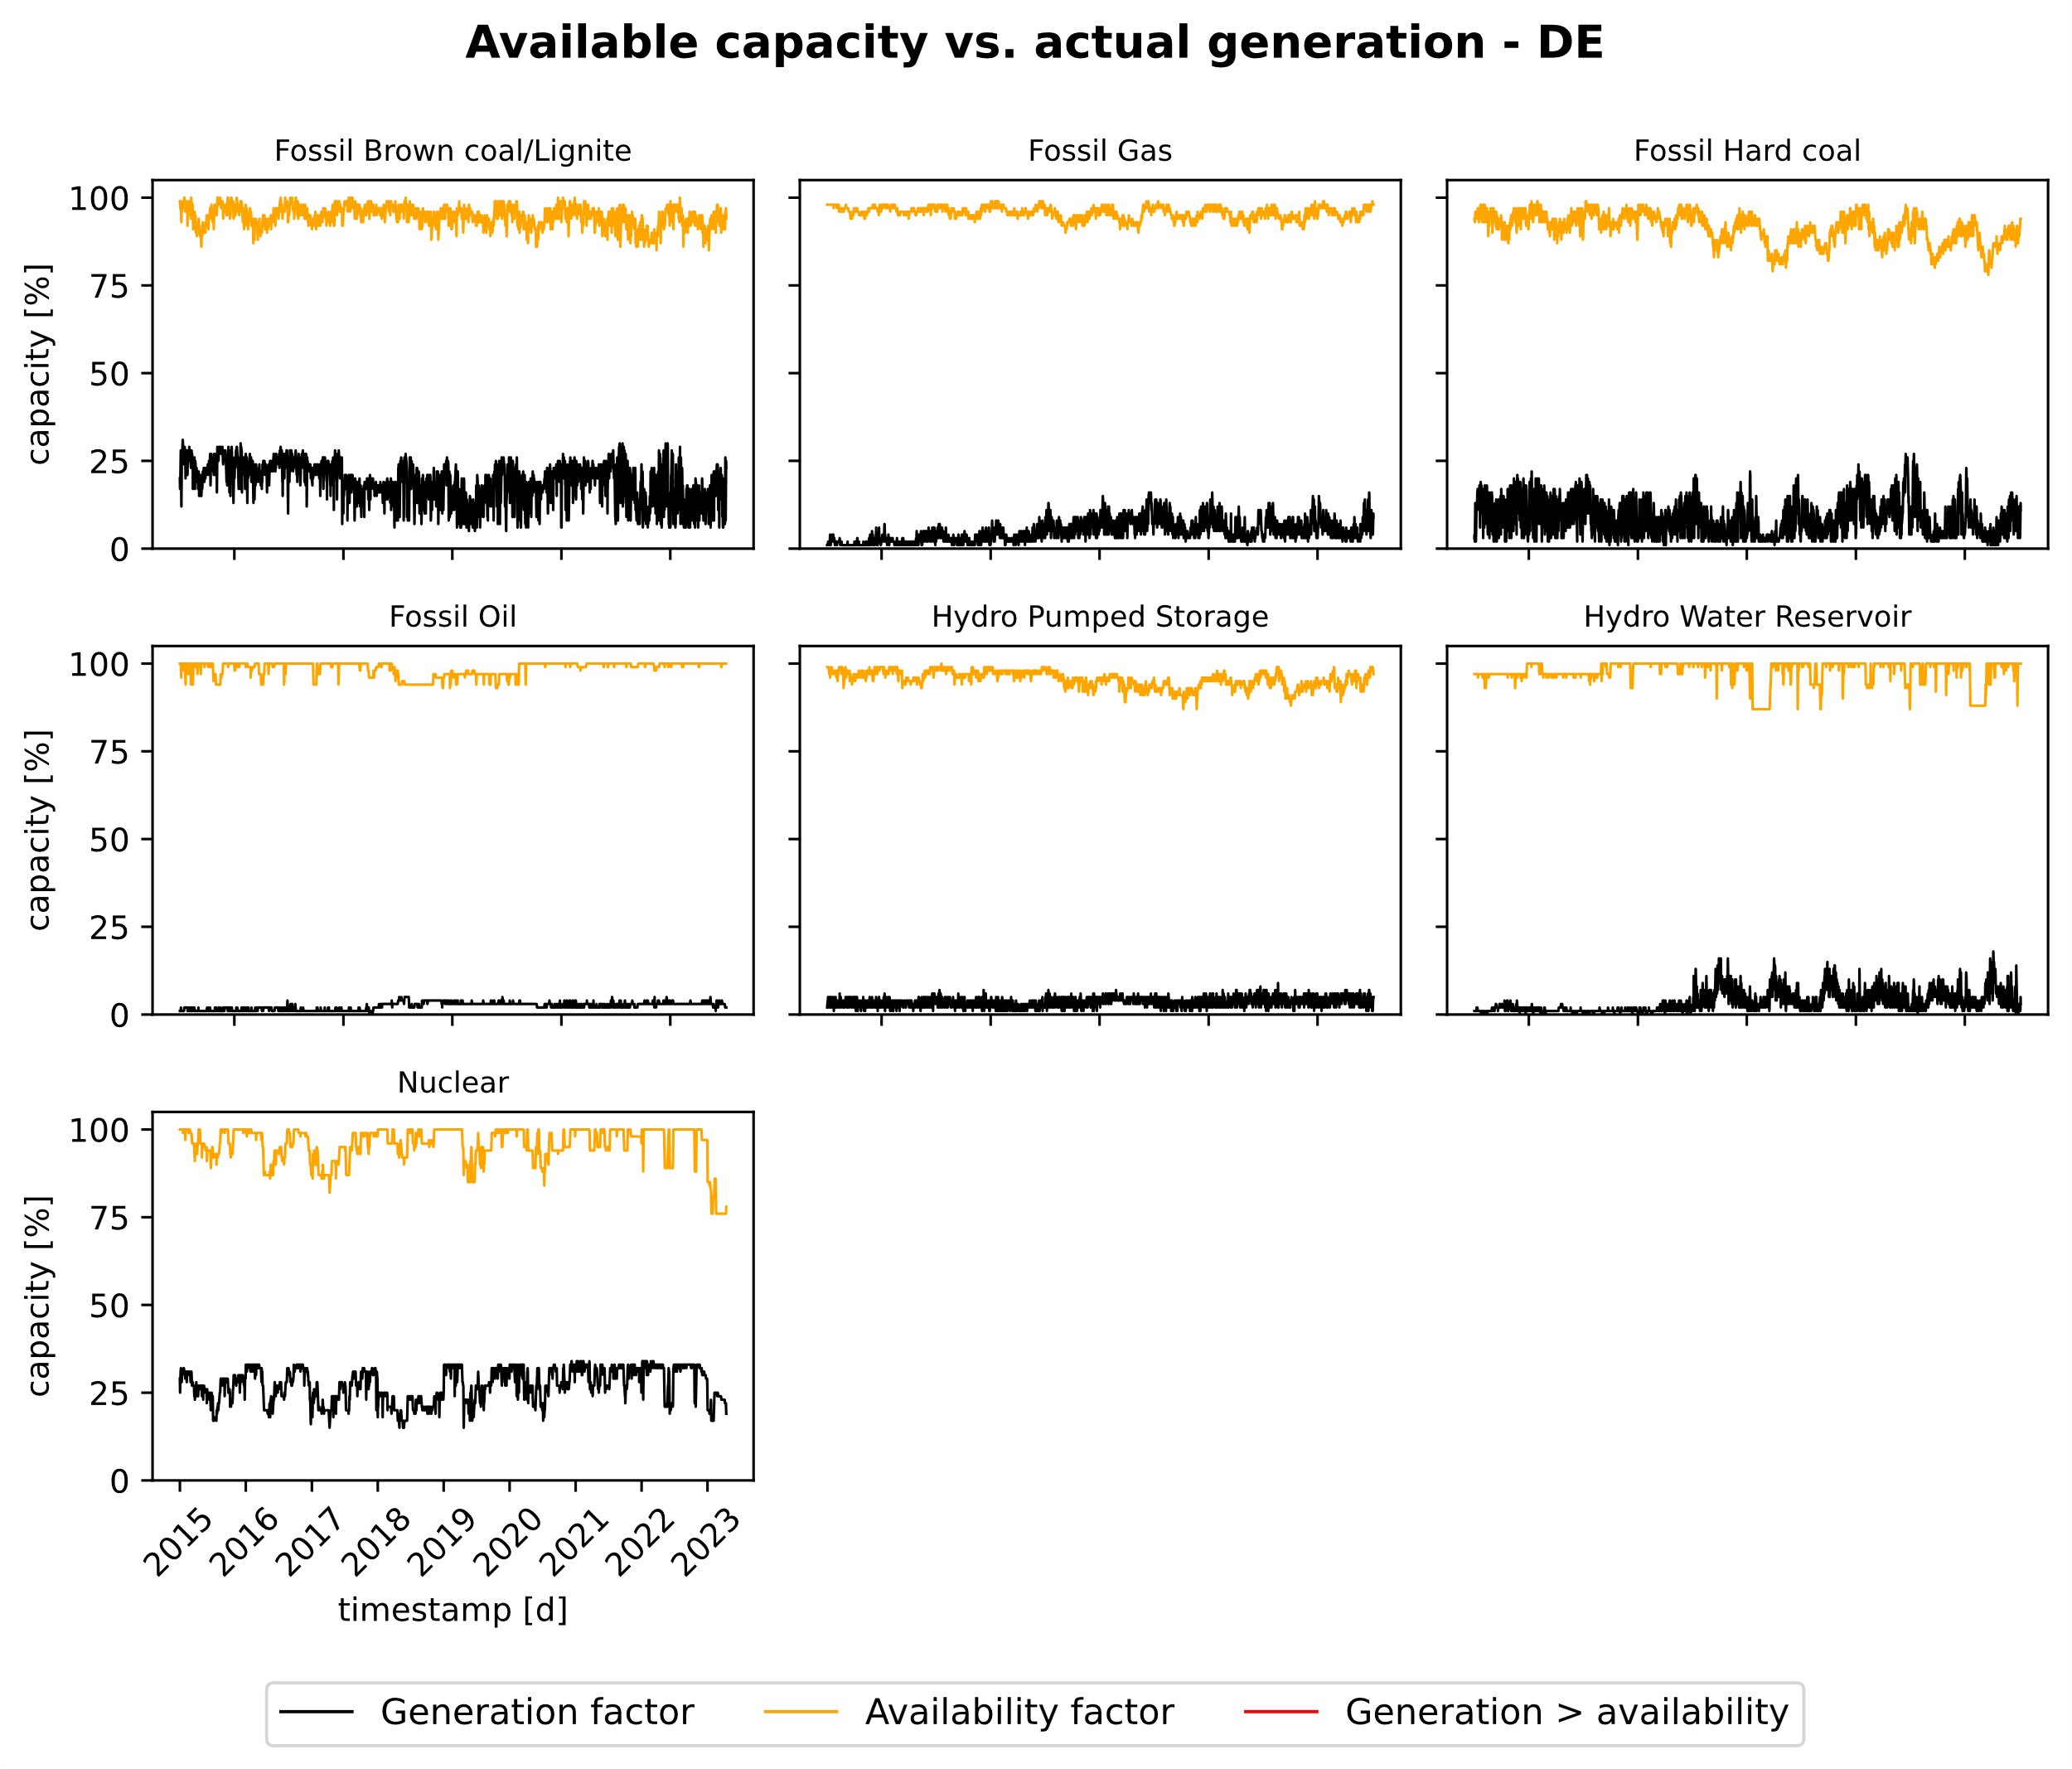 Available capacity vs. actual generation - DE
Fossil Brown coal/Lignite
Fossil Gas
Fossil Hard coal
capacity [%]
100
75
50
25
0
Fossil Oil
Hydro Pumped Storage
Hydro Water Reservoir
capacity [%]
100
75
50
25
0
Nuclear
capacity [%]
100
75
50
25
0
2015 2016 2017 2018 2019 2020 2021 2022 2023
timestamp [d]
Generation factor Availability factor Generation > availability